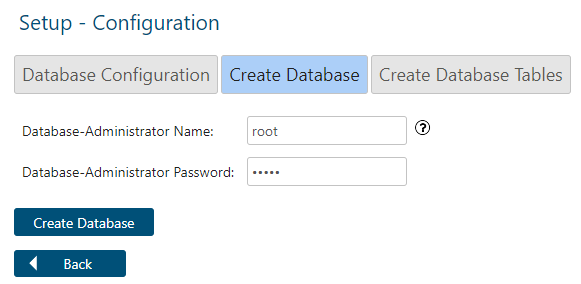 Setup - Configuration
Database Configuration Create Database Create Database Tables
Database-Administrator Name: root ?
Database-Administrator Password: •••••
Create Database
Back